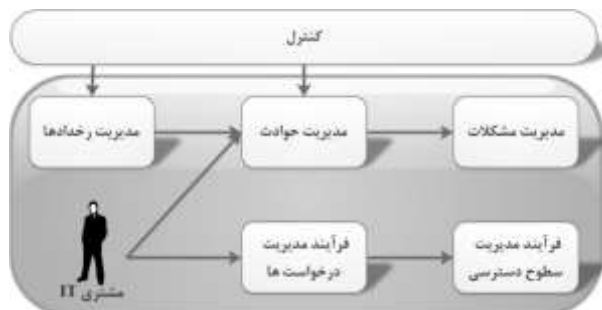 کنترل
مدیریت رخدادها
مدیریت حوادث
مدیریت مشکلات
فرآیند مدیریت
درخواست ها
فرآیند مدیریت
سطوح دسترسی
مشتری IT